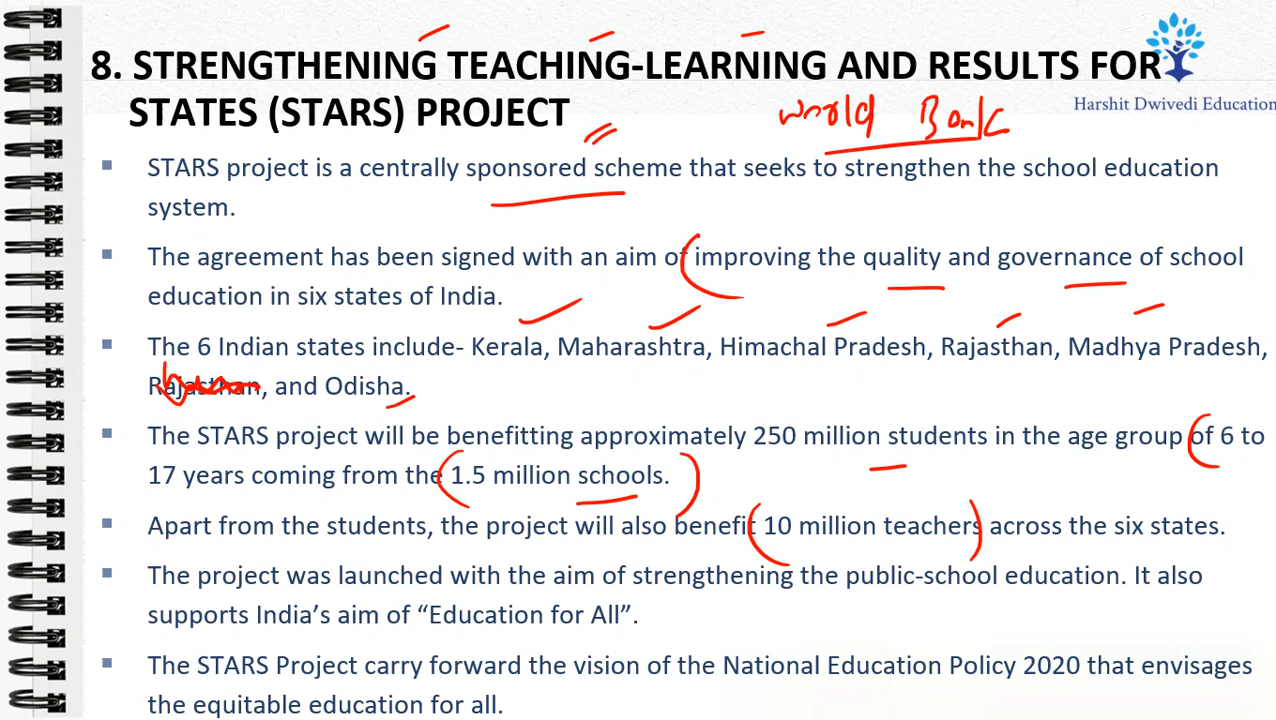 8. STRENGTHENING TEACHING-LEARNING AND RESULTS FOR
STATES (STARS) PROJECT
World Bank
Harshit Dwivedi Education
▪ STARS project is a centrally sponsored scheme that seeks to strengthen the school education
system.
▪ The agreement has been signed with an aim of improving the quality and governance of school
education in six states of India.
▪ The 6 Indian states include- Kerala, Maharashtra, Himachal Pradesh, Rajasthan, Madhya Pradesh,
Rajasthan, and Odisha.
▪ The STARS project will be benefitting approximately 250 million students in the age group of 6 to
17 years coming from the 1.5 million schools.
▪ Apart from the students, the project will also benefit 10 million teachers across the six states.
▪ The project was launched with the aim of strengthening the public-school education. It also
supports India’s aim of “Education for All”.
▪ The STARS Project carry forward the vision of the National Education Policy 2020 that envisages
the equitable education for all.